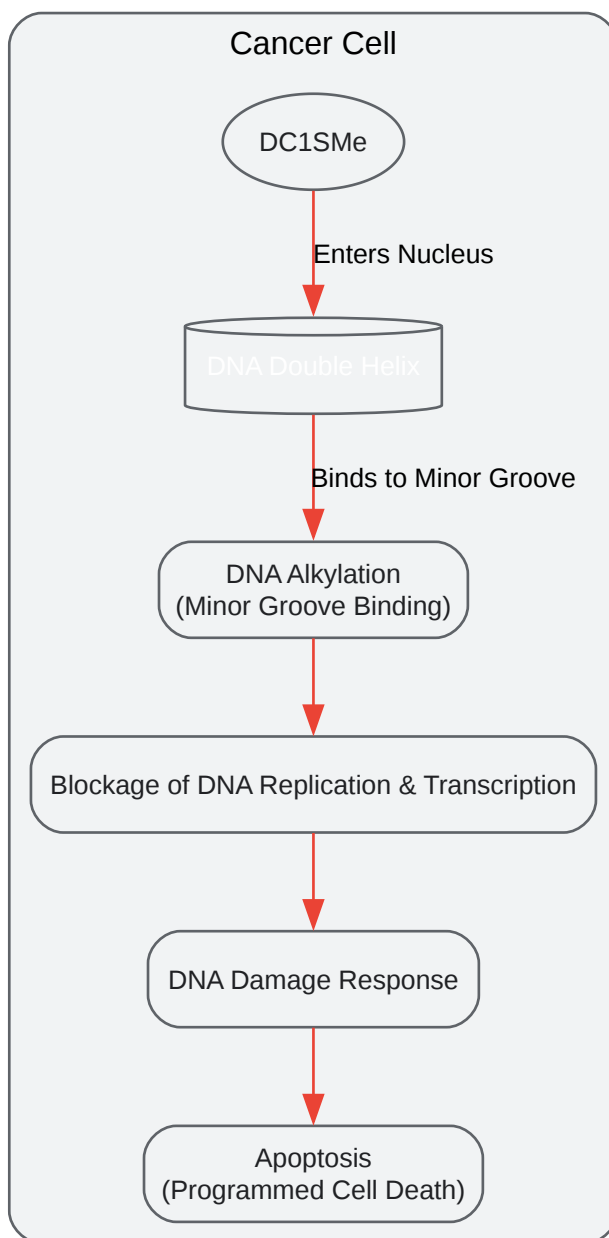 Cancer Cell
DC1SMe
Enters Nucleus
DNA Double Helix
Binds to Minor Groove
DNA Alkylation
(Minor Groove Binding)
Blockage of DNA Replication & Transcription
DNA Damage Response
Apoptosis
(Programmed Cell Death)